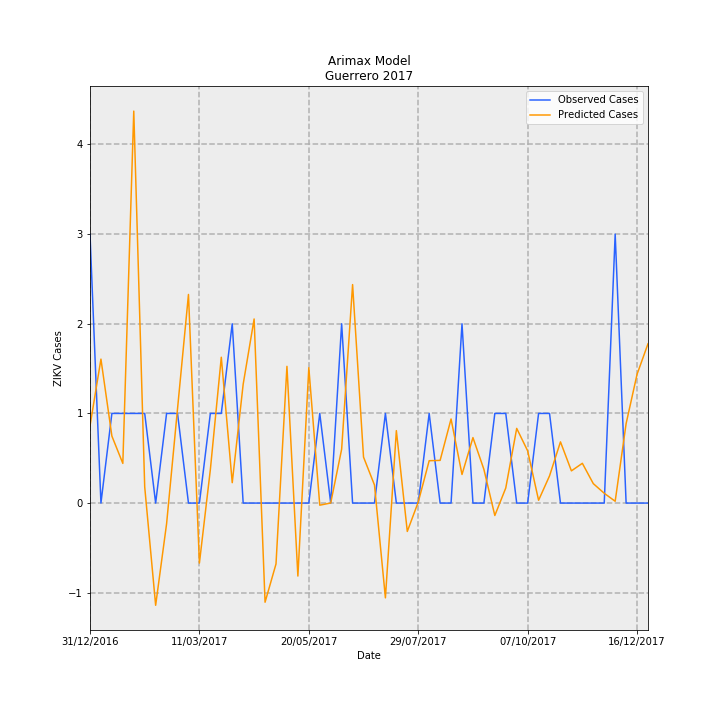 Arimax Model
Guerrero 2017
Observed Cases
Predicted Cases
4
3
2
1
0
−1
ZIKV Cases
31/12/2016 11/03/2017 20/05/2017 29/07/2017 07/10/2017 16/12/2017
Date